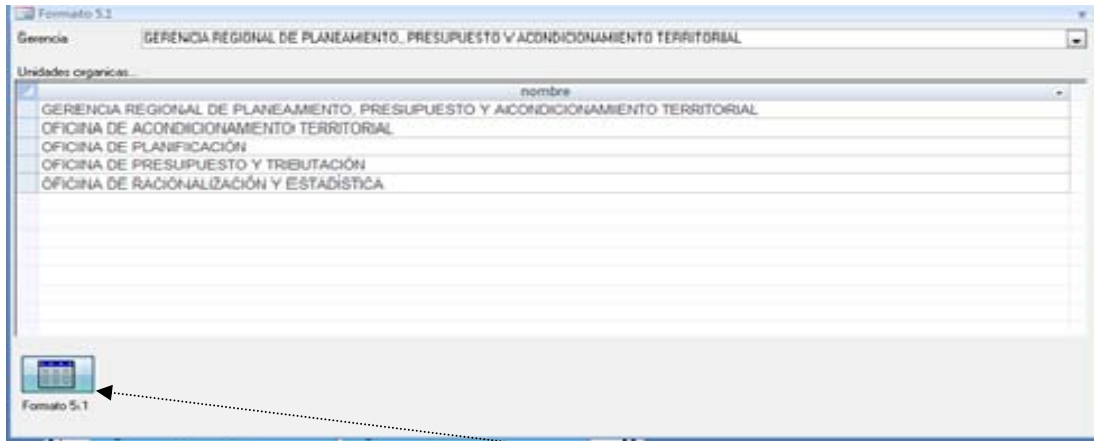 Formato 5.1
Gerencia GERENCIA REGIONAL DE PLANEAMIENTO, PRESUPUESTO Y ACONDICIONAMIENTO TERRITORIAL
Unidades organicas...
nombre
GERENCIA REGIONAL DE PLANEAMIENTO, PRESUPUESTO Y ACONDICIONAMIENTO TERRITORIAL
OFICINA DE ACONDICIONAMIENTO TERRITORIAL
OFICINA DE PLANIFICACIÓN
OFICINA DE PRESUPUESTO Y TRIBUTACIÓN
OFICINA DE RACIONALIZACIÓN Y ESTADÍSTICA
Formato 5.1